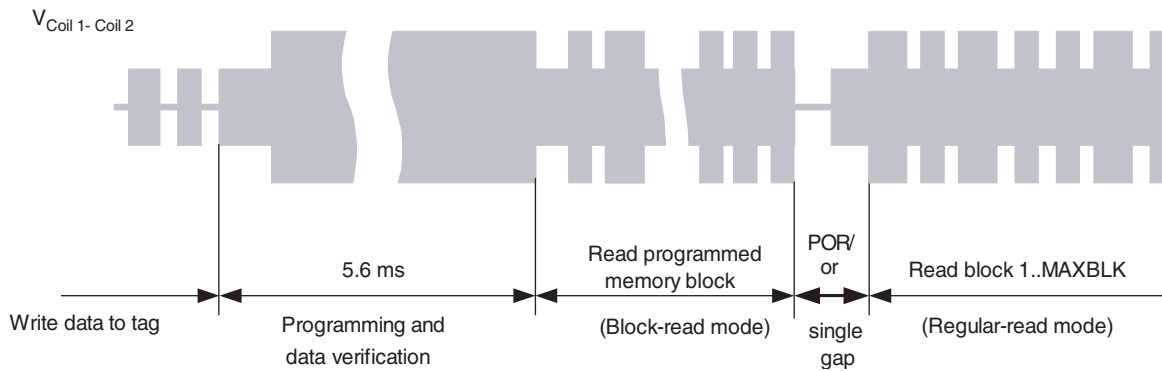 V Coil 1- Coil 2
Write data to tag
5.6 ms
Programming and
data verification
Read programmed
memory block
(Block-read mode)
POR/
or
single
gap
Read block 1..MAXBLK
(Regular-read mode)